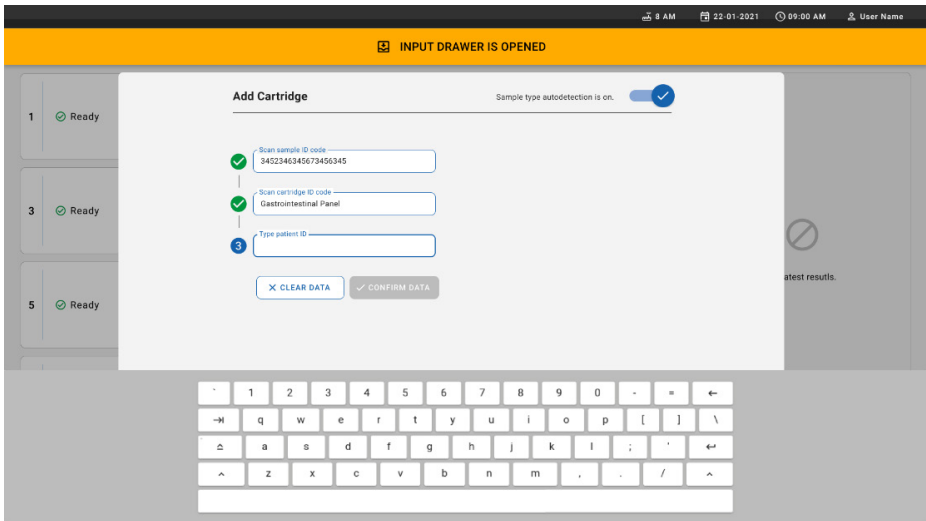 8 AM 22-01-2021 09:00 AM User Name
INPUT DRAWER IS OPENED
Add Cartridge Sample type autodetection is on.
1 Ready
Scan sample ID code
3452346345673456345
Scan cartridge ID code
Gastrointestinal Panel
3 Ready
Type patient ID
3
atest resutls.
CLEAR DATA CONFIRM DATA
5 Ready
` 1 2 3 4 5 6 7 8 9 0 - =
q w e r t y u i o p [ ] \
a s d f g h j k l ; '
z x c v b n m , . /